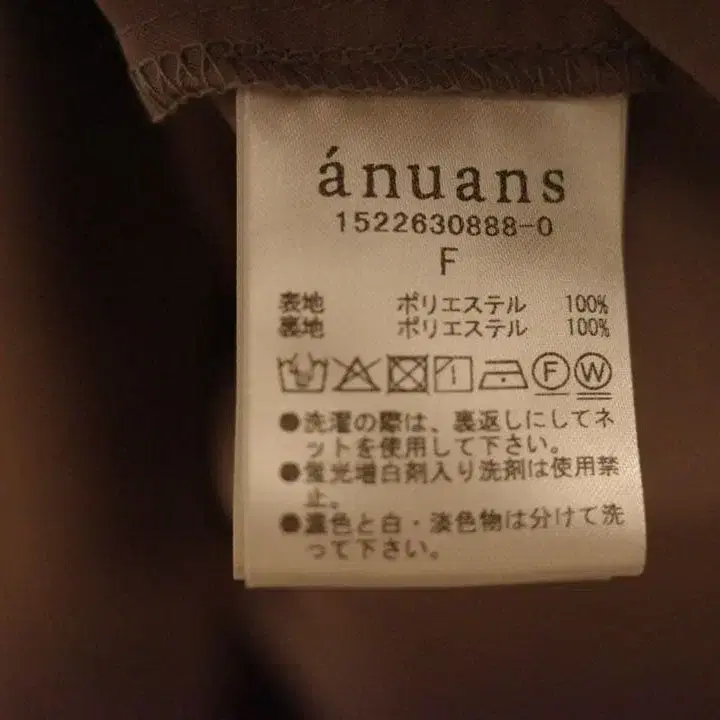 ánuans
1522630888-0
F
表地 ポリエステル 100%
裏地 ポリエステル 100%
F W
●洗濯の際は、裏返しにしてネ
ットを使用して下さい。
●蛍光増白剤入り洗剤は使用禁
止。
●濃色と白・淡色物は分けて洗
って下さい。